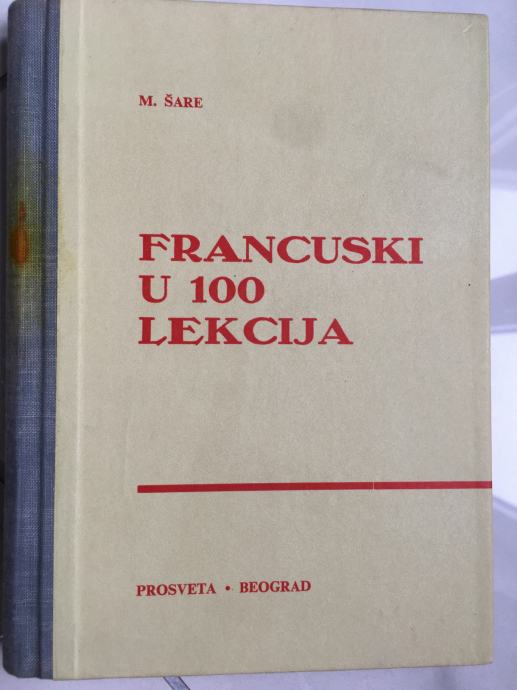 M. ŠARE
FRANCUSKI
U 100
LEKCIJA
PROSVETA • BEOGRAD